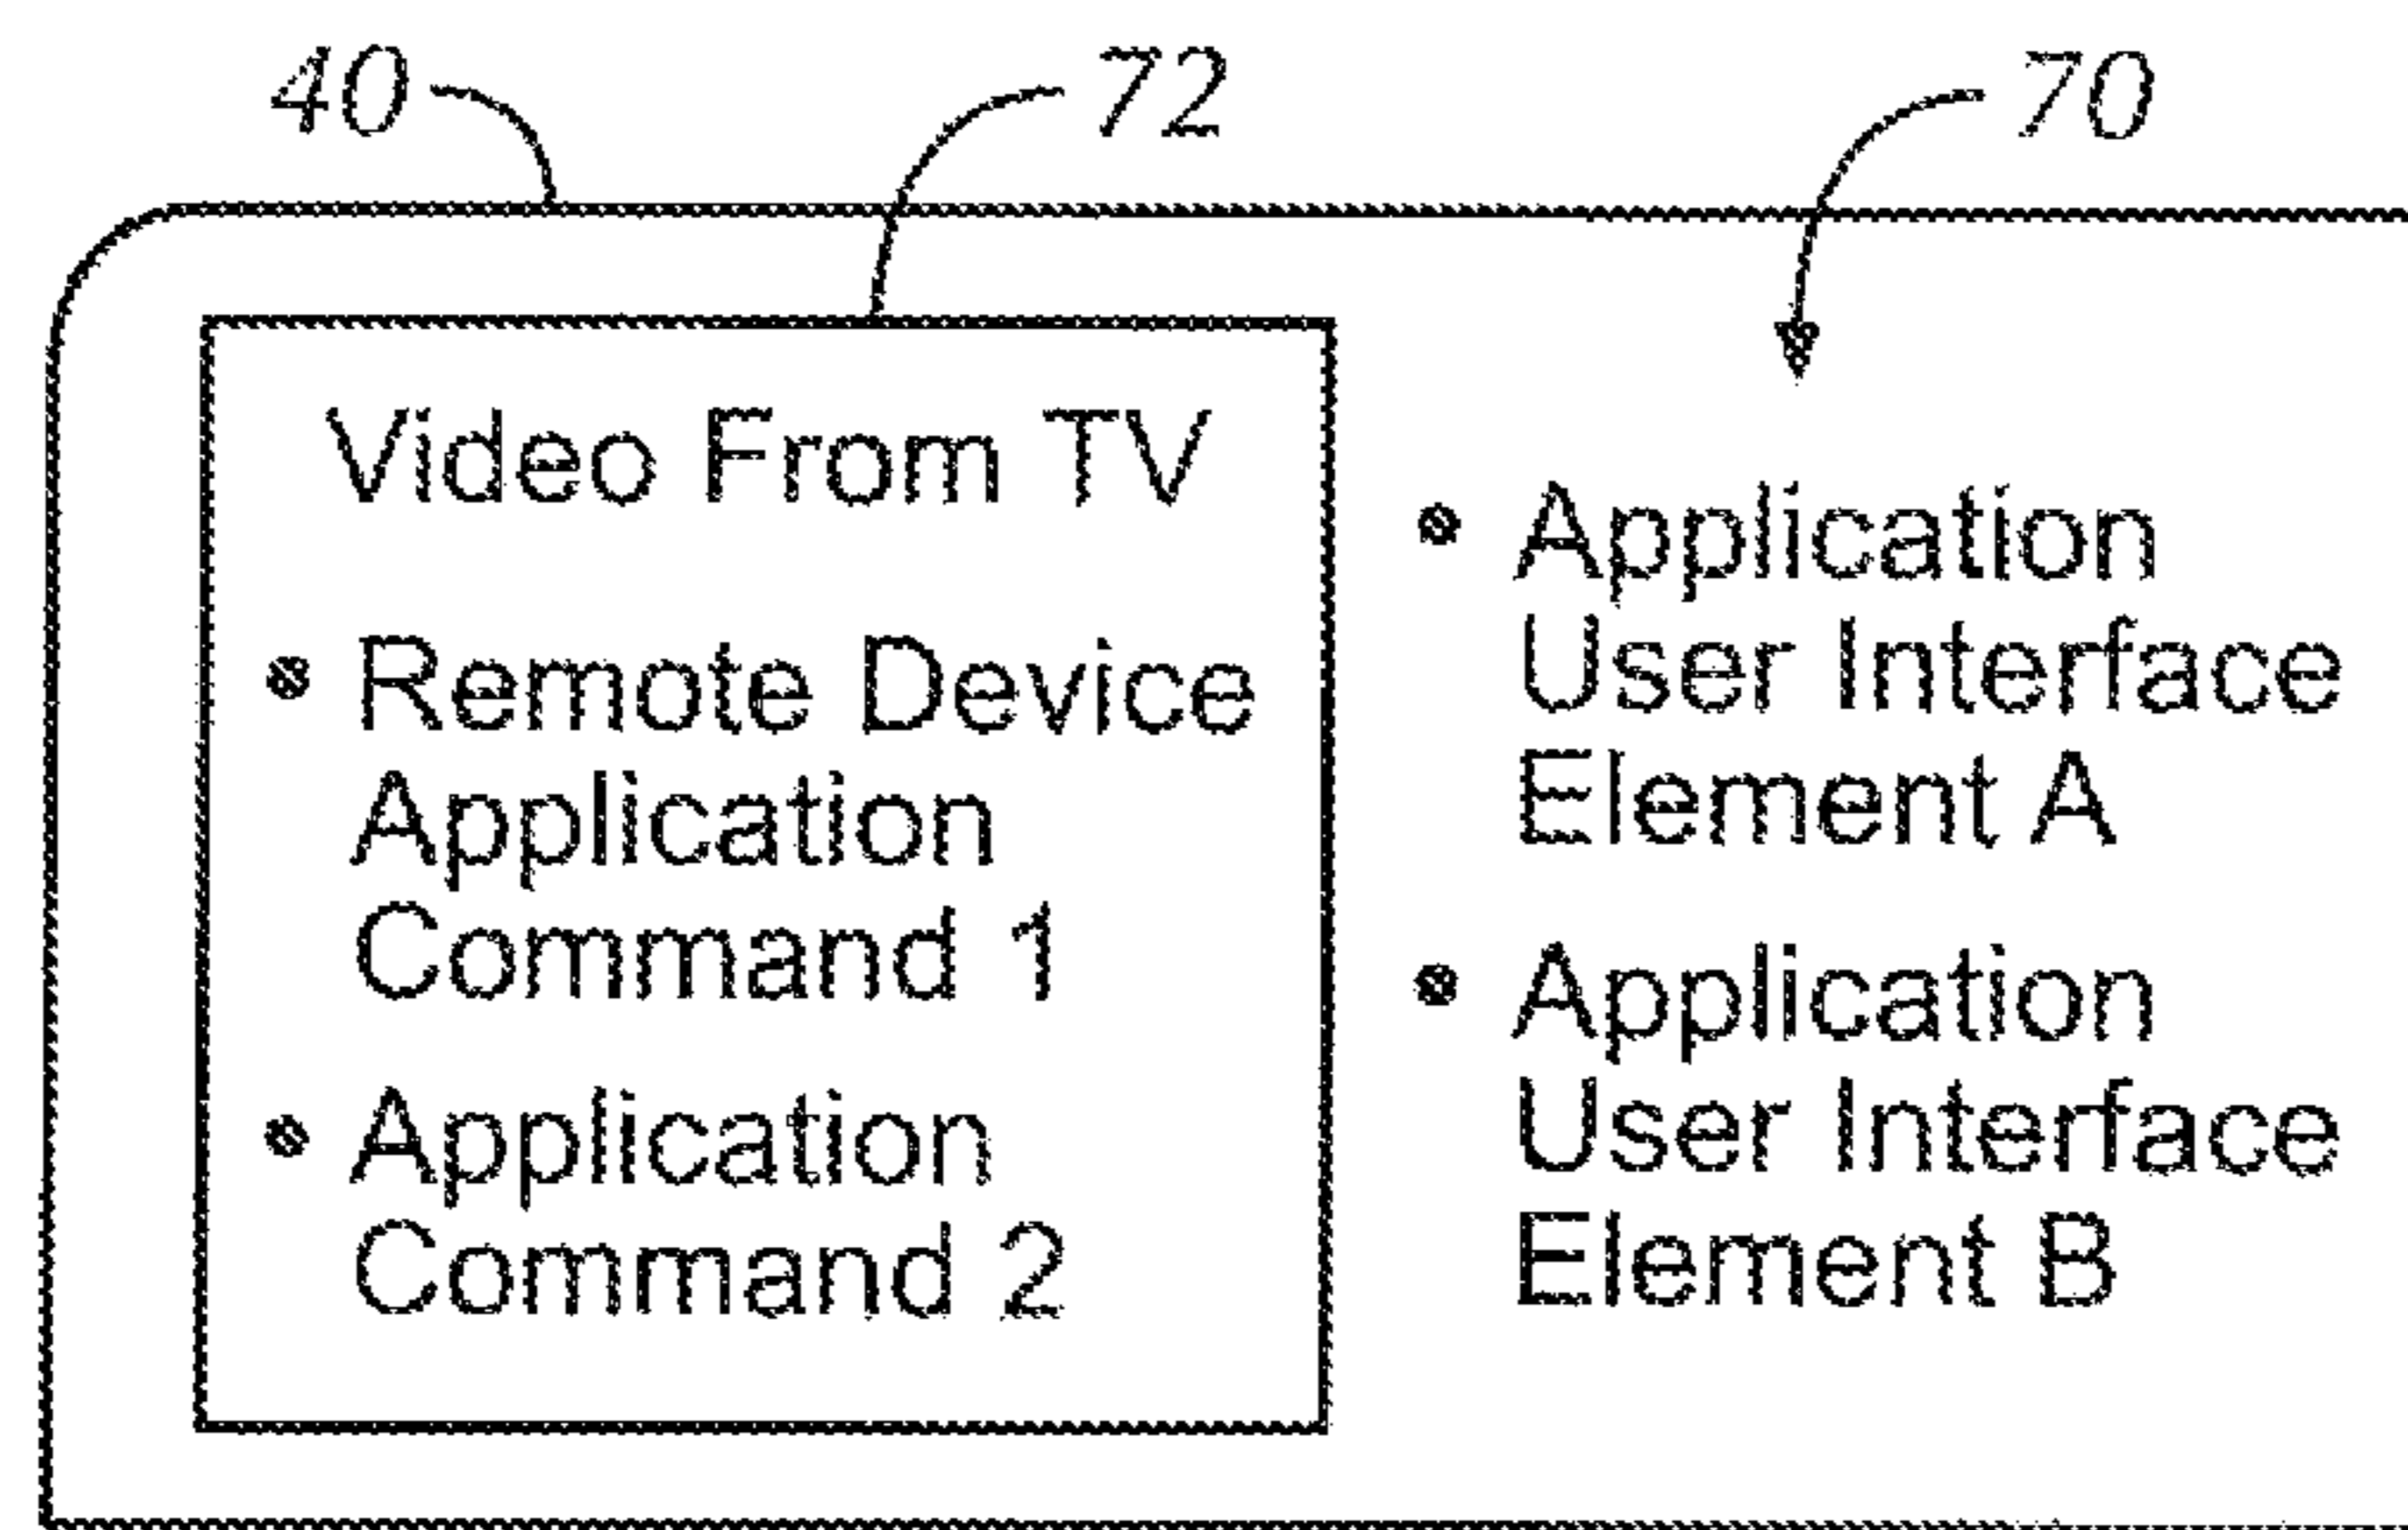 40 72 70
Video From TV
• Remote Device
Application
Command 1
• Application
Command 2
• Application
User Interface
Element A
• Application
User Interface
Element B